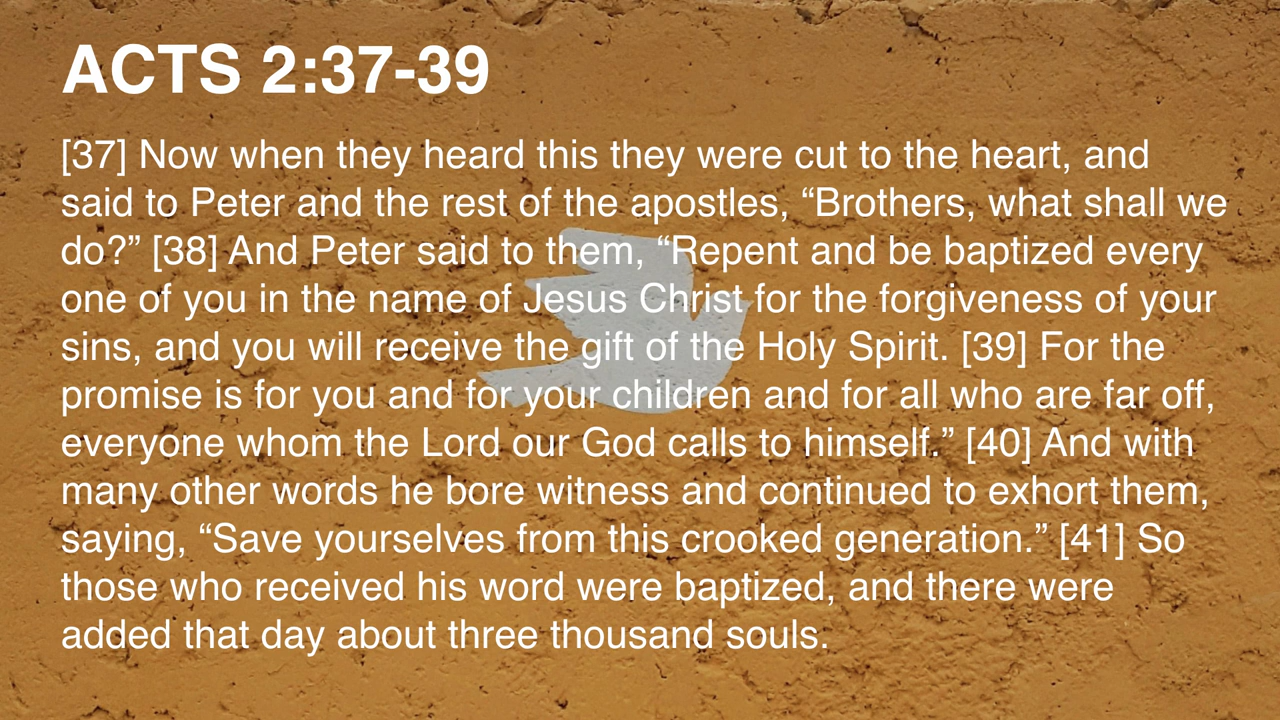 ACTS 2:37-39
[37] Now when they heard this they were cut to the heart, and
said to Peter and the rest of the apostles, “Brothers, what shall we
do?” [38] And Peter said to them, “Repent and be baptized every
one of you in the name of Jesus Christ for the forgiveness of your
sins, and you will receive the gift of the Holy Spirit. [39] For the
promise is for you and for your children and for all who are far off,
everyone whom the Lord our God calls to himself.” [40] And with
many other words he bore witness and continued to exhort them,
saying, “Save yourselves from this crooked generation.” [41] So
those who received his word were baptized, and there were
added that day about three thousand souls.